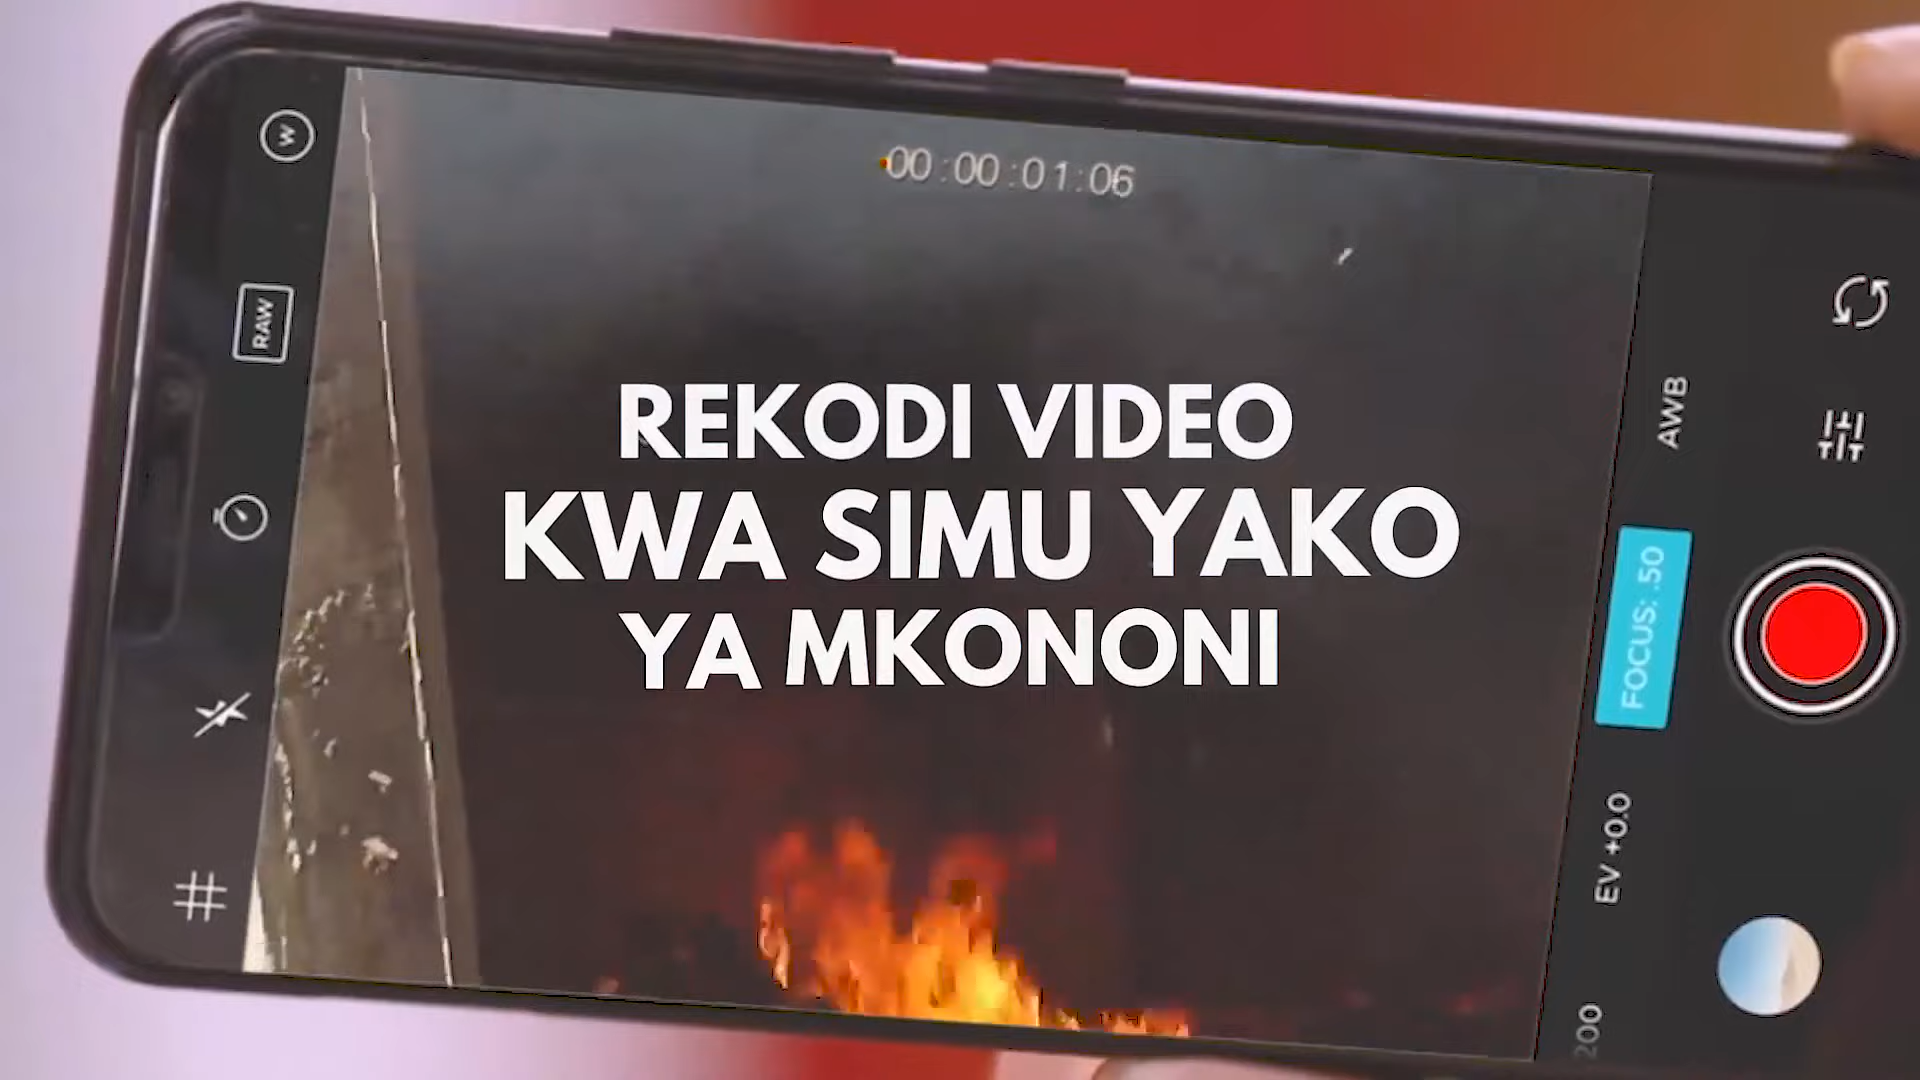 W
RAW
00:00:01:06
REKODI VIDEO
KWA SIMU YAKO
YA MKONONI
AWB
FOCUS: .50
EV +0.0
200